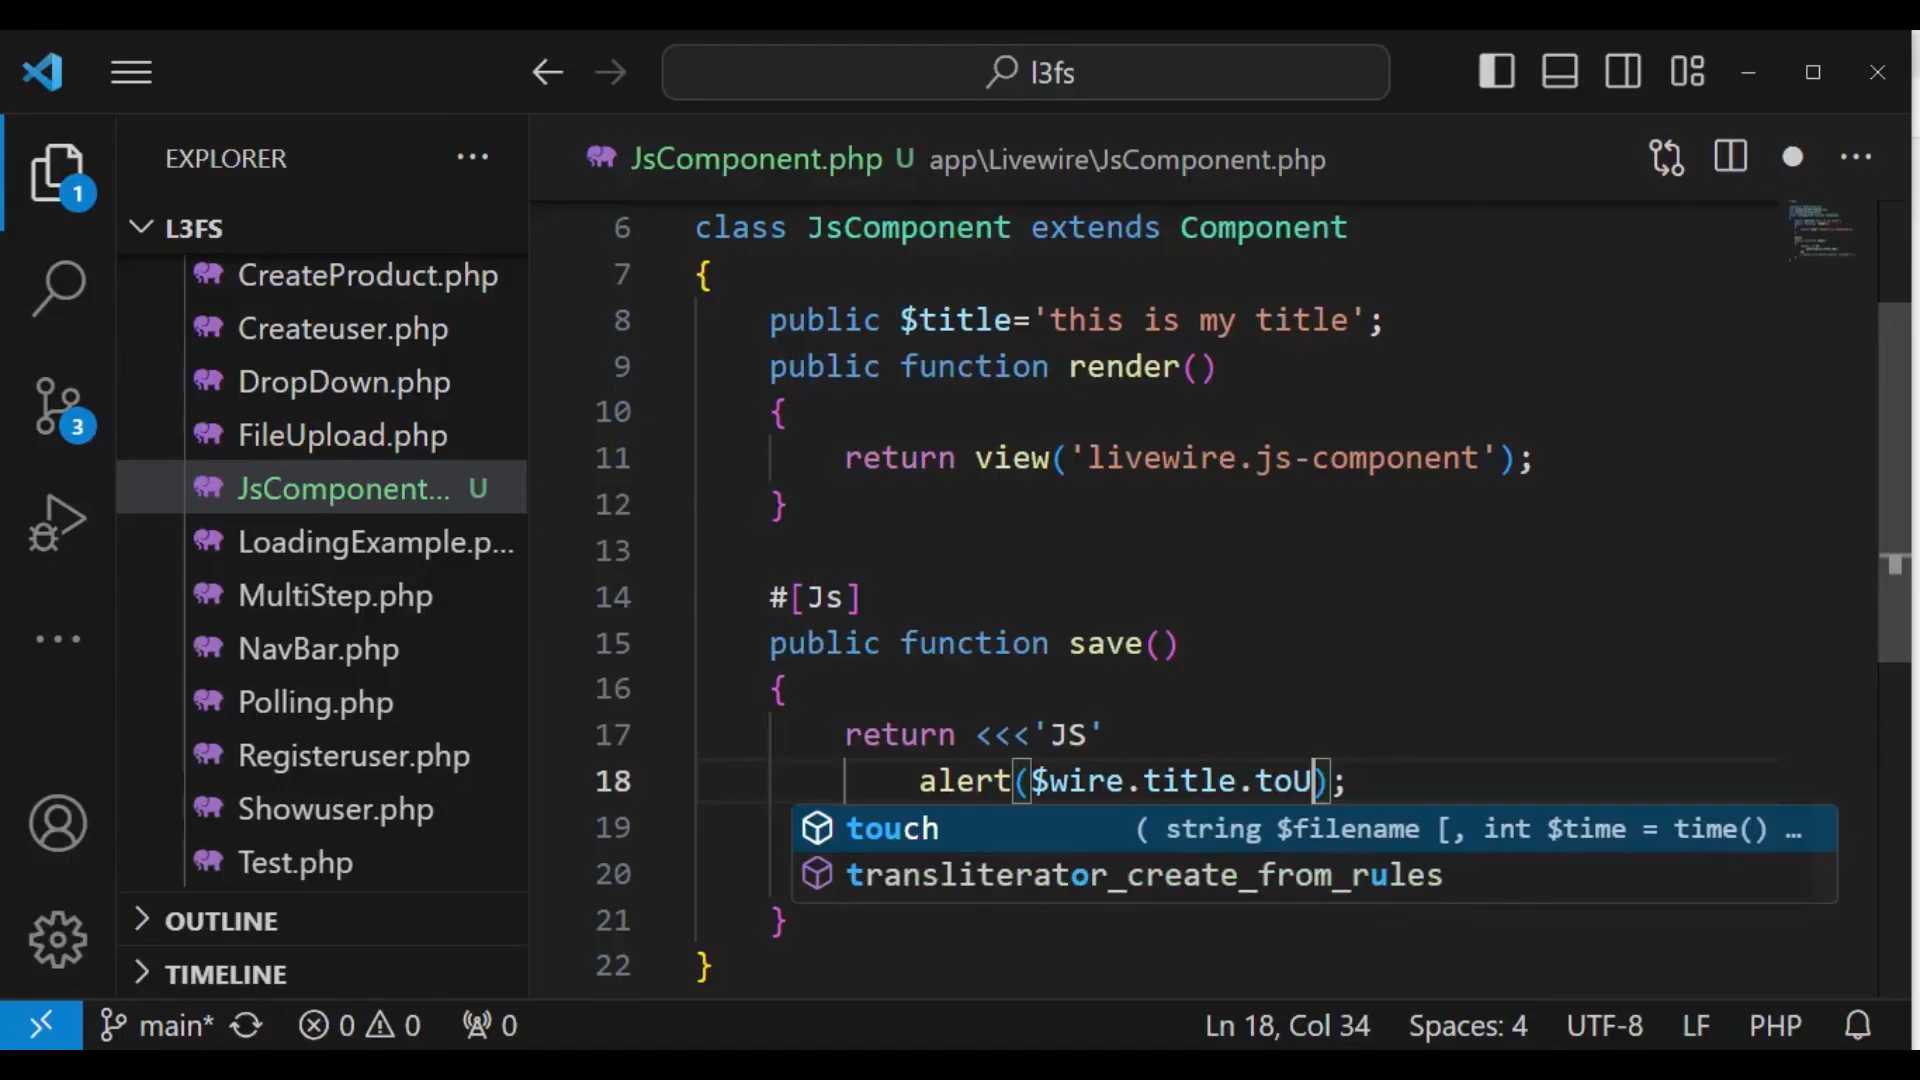 l3fs
EXPLORER
L3FS
CreateProduct.php
Createuser.php
DropDown.php
FileUpload.php
JsComponent... U
LoadingExample.p...
MultiStep.php
NavBar.php
Polling.php
Registeruser.php
Showuser.php
Test.php
OUTLINE
TIMELINE
1
3
JsComponent.php U app\Livewire\JsComponent.php
6 class JsComponent extends Component
7 {
8 public $title='this is my title';
9 public function render()
10 {
11 return view('livewire.js-component');
12 }
13
14 #[Js]
15 public function save()
16 {
17 return <<<'JS'
18 alert($wire.title.toU);
19 touch ( string $filename [, int $time = time() ...
20 transliterator_create_from_rules
21 }
22 }
main* 0 0 0 Ln 18, Col 34 Spaces: 4 UTF-8 LF PHP